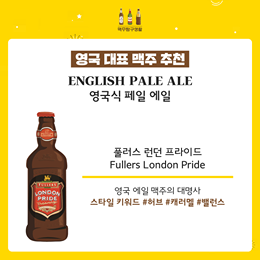 맥주탐구생활
영국 대표 맥주 추천
ENGLISH PALE ALE
영국식 페일 에일
풀러스 런던 프라이드
Fullers London Pride
영국 에일 맥주의 대명사
스타일 키워드 #허브 #캐러멜 #밸런스
FULLER'S
LONDON
PRIDE